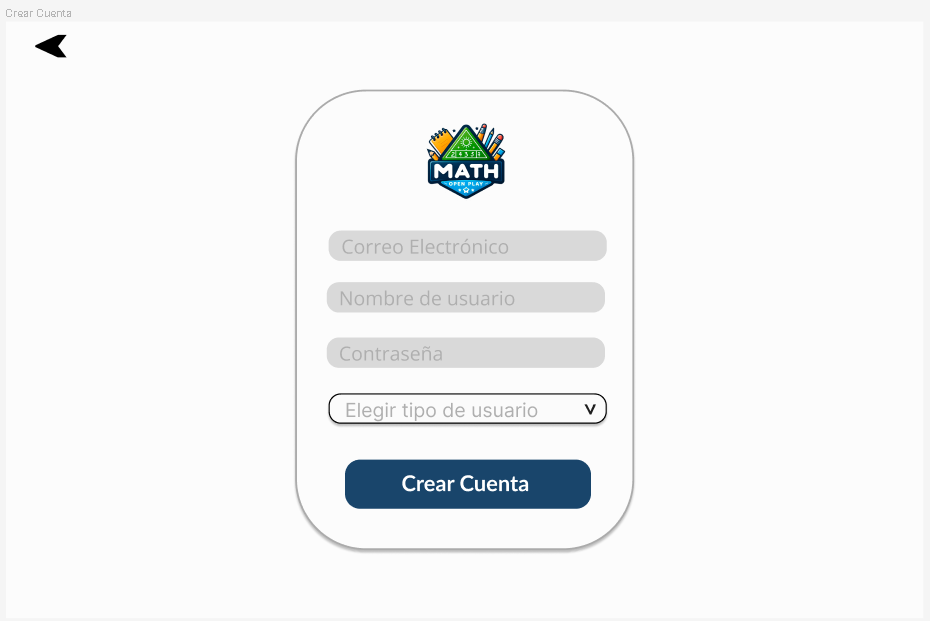 Crear Cuenta
MATH
OPEN PLAY
Correo Electrónico
Nombre de usuario
Contraseña
Elegir tipo de usuario
Crear Cuenta